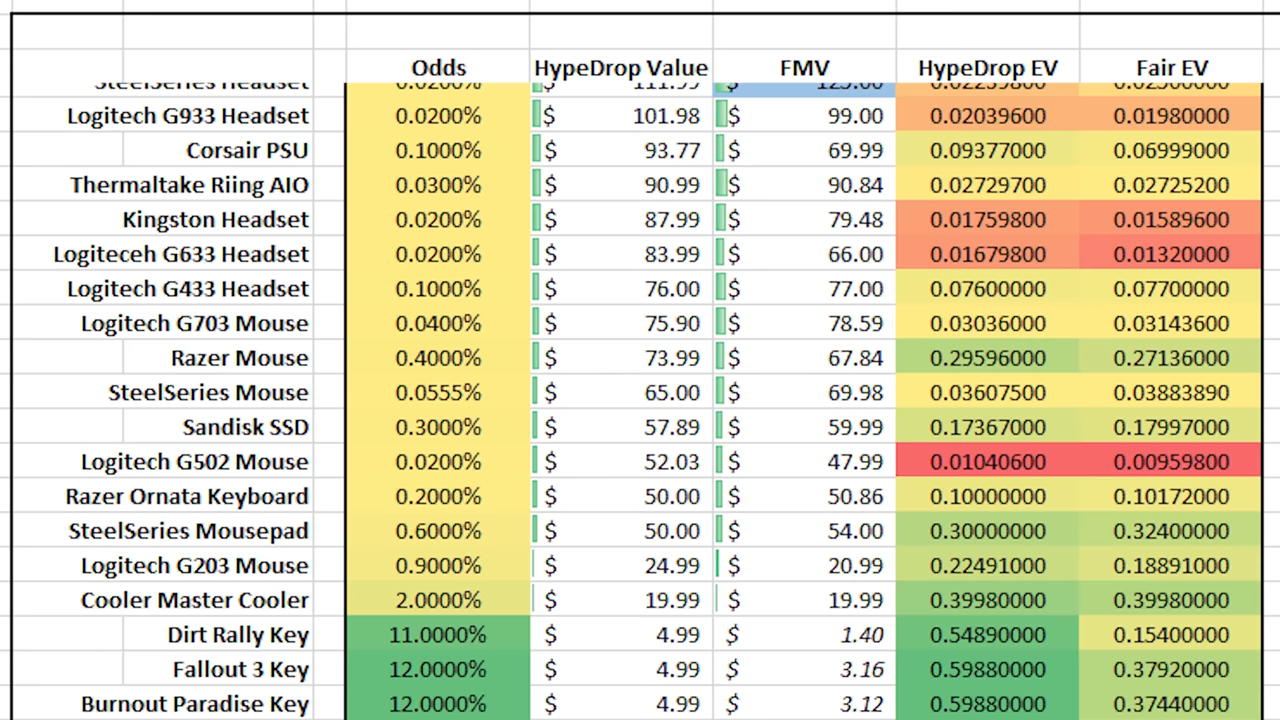 Odds HypeDrop Value FMV HypeDrop EV Fair EV
SteelSeries Headset 0.0200% $ 111.99 $ 125.00 0.02239800 0.02500000
Logitech G933 Headset 0.0200% $ 101.98 $ 99.00 0.02039600 0.01980000
Corsair PSU 0.1000% $ 93.77 $ 69.99 0.09377000 0.06999000
Thermaltake Riing AIO 0.0300% $ 90.99 $ 90.84 0.02729700 0.02725200
Kingston Headset 0.0200% $ 87.99 $ 79.48 0.01759800 0.01589600
Logiteceh G633 Headset 0.0200% $ 83.99 $ 66.00 0.01679800 0.01320000
Logitech G433 Headset 0.1000% $ 76.00 $ 77.00 0.07600000 0.07700000
Logitech G703 Mouse 0.0400% $ 75.90 $ 78.59 0.03036000 0.03143600
Razer Mouse 0.4000% $ 73.99 $ 67.84 0.29596000 0.27136000
SteelSeries Mouse 0.0555% $ 65.00 $ 69.98 0.03607500 0.03883890
Sandisk SSD 0.3000% $ 57.89 $ 59.99 0.17367000 0.17997000
Logitech G502 Mouse 0.0200% $ 52.03 $ 47.99 0.01040600 0.00959800
Razer Ornata Keyboard 0.2000% $ 50.00 $ 50.86 0.10000000 0.10172000
SteelSeries Mousepad 0.6000% $ 50.00 $ 54.00 0.30000000 0.32400000
Logitech G203 Mouse 0.9000% $ 24.99 $ 20.99 0.22491000 0.18891000
Cooler Master Cooler 2.0000% $ 19.99 $ 19.99 0.39980000 0.39980000
Dirt Rally Key 11.0000% $ 4.99 $ 1.40 0.54890000 0.15400000
Fallout 3 Key 12.0000% $ 4.99 $ 3.16 0.59880000 0.37920000
Burnout Paradise Key 12.0000% $ 4.99 $ 3.12 0.59880000 0.37440000